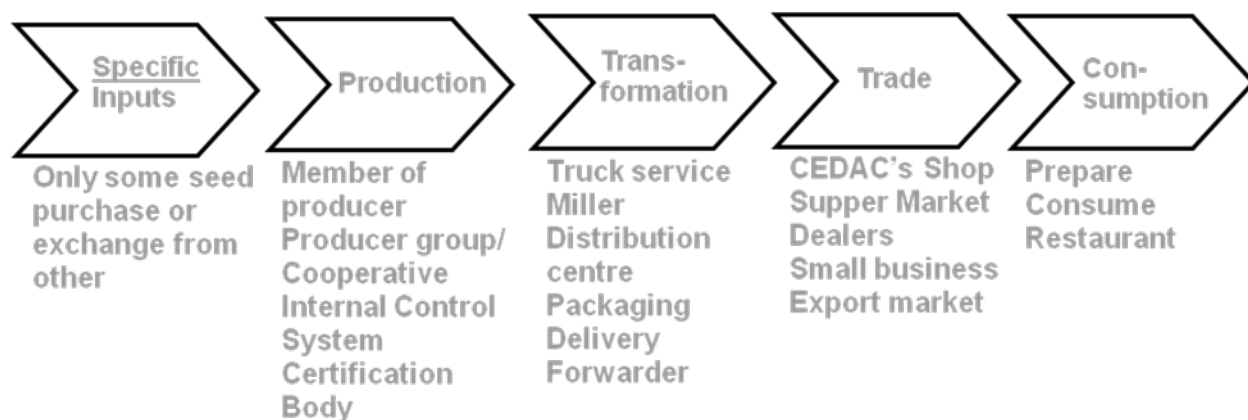 Specific
Inputs
Production
Trans-
formation
Trade
Con-
sumption
Only some seed
purchase or
exchange from
other
Member of
producer
Producer group/
Cooperative
Internal Control
System
Certification
Body
Truck service
Miller
Distribution
centre
Packaging
Delivery
Forwarder
CEDAC's Shop
Supper Market
Dealers
Small business
Export market
Prepare
Consume
Restaurant